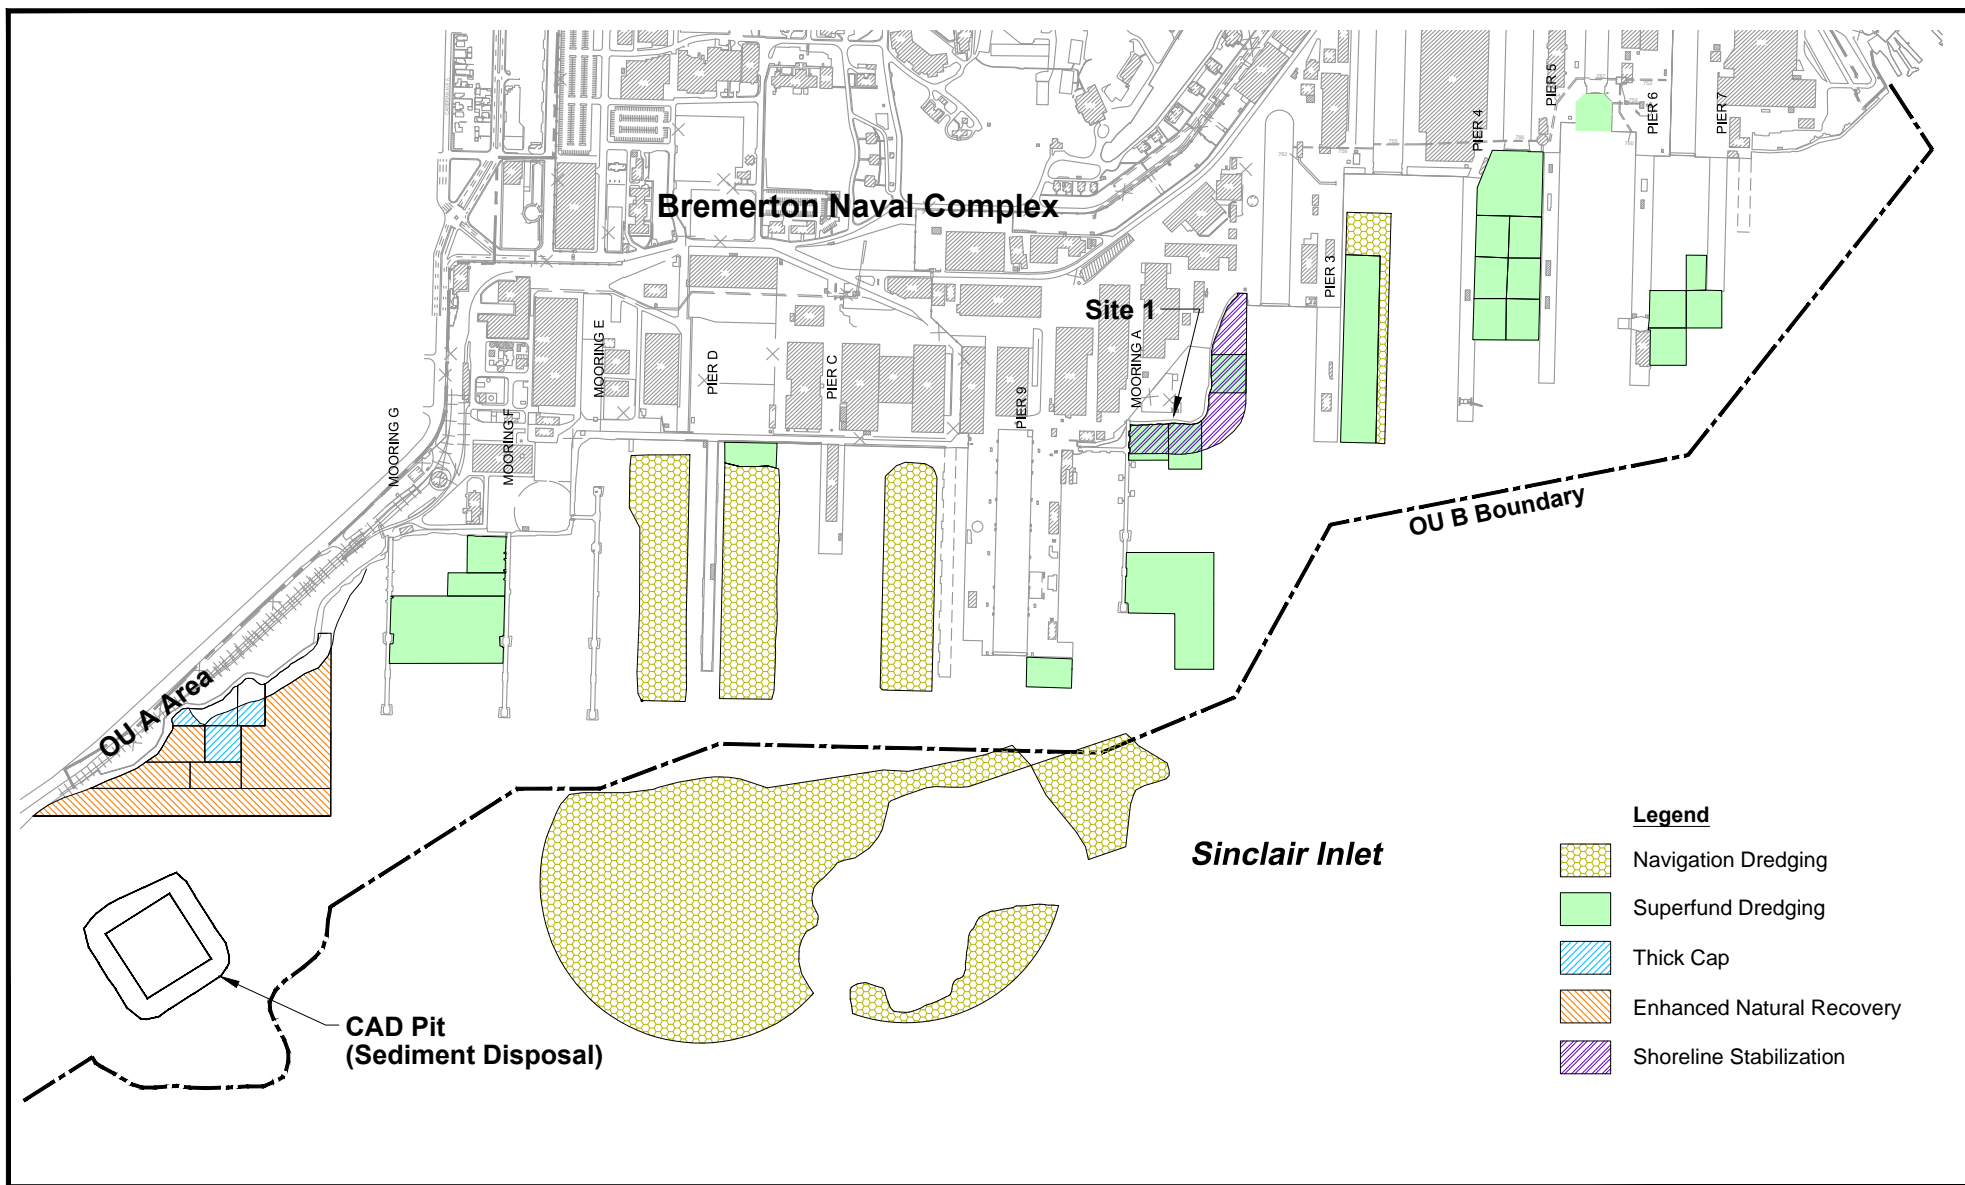 PIER 5
PIER 6
PIER 7
PIER 4
Bremerton Naval Complex
PIER 3
Site 1
MOORING E
PIER D
PIER C
MOORING A
PIER 9
MOORING G
MOORING F
OU B Boundary
OU A Area
Sinclair Inlet
CAD Pit
(Sediment Disposal)
Legend
Navigation Dredging
Superfund Dredging
Thick Cap
Enhanced Natural Recovery
Shoreline Stabilization